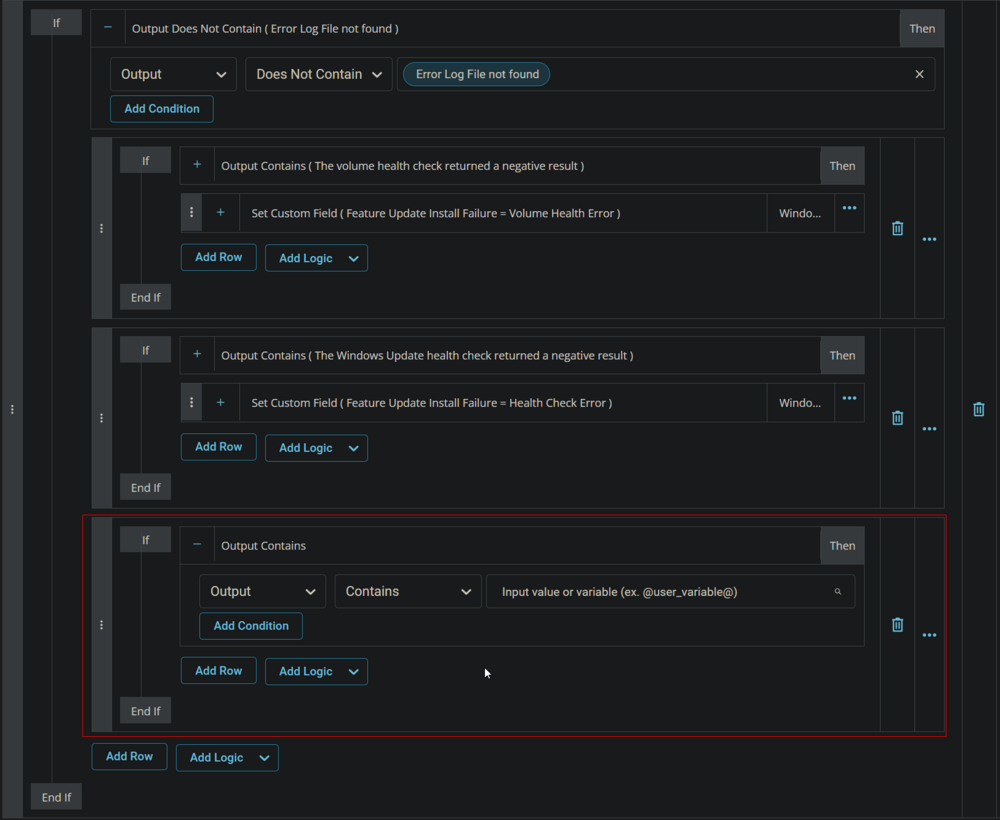 If
− Output Does Not Contain ( Error Log File not found ) Then
Output Does Not Contain Error Log File not found ×
Add Condition
If + Output Contains ( The volume health check returned a negative result ) Then
+ Set Custom Field ( Feature Update Install Failure = Volume Health Error ) Windo... •••
Add Row Add Logic
End If
If + Output Contains ( The Windows Update health check returned a negative result ) Then
+ Set Custom Field ( Feature Update Install Failure = Health Check Error ) Windo... •••
Add Row Add Logic
End If
If − Output Contains Then
Output Contains Input value or variable (ex. @user_variable@)
Add Condition
Add Row Add Logic
End If
Add Row Add Logic
End If